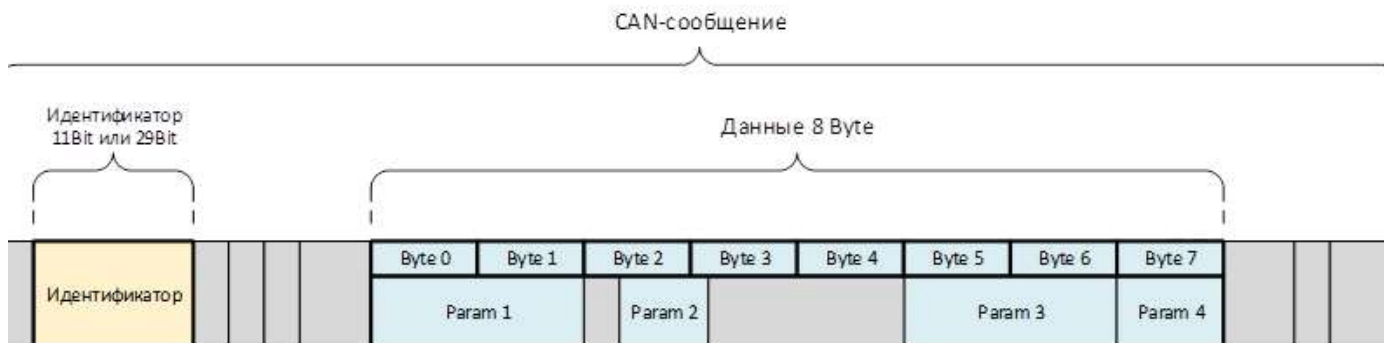 CAN-сообщение
Идентификатор
11Bit или 29Bit
Данные 8 Byte
Byte 0 Byte 1 Byte 2 Byte 3 Byte 4 Byte 5 Byte 6 Byte 7
Идентификатор
Param 1 Param 2 Param 3 Param 4